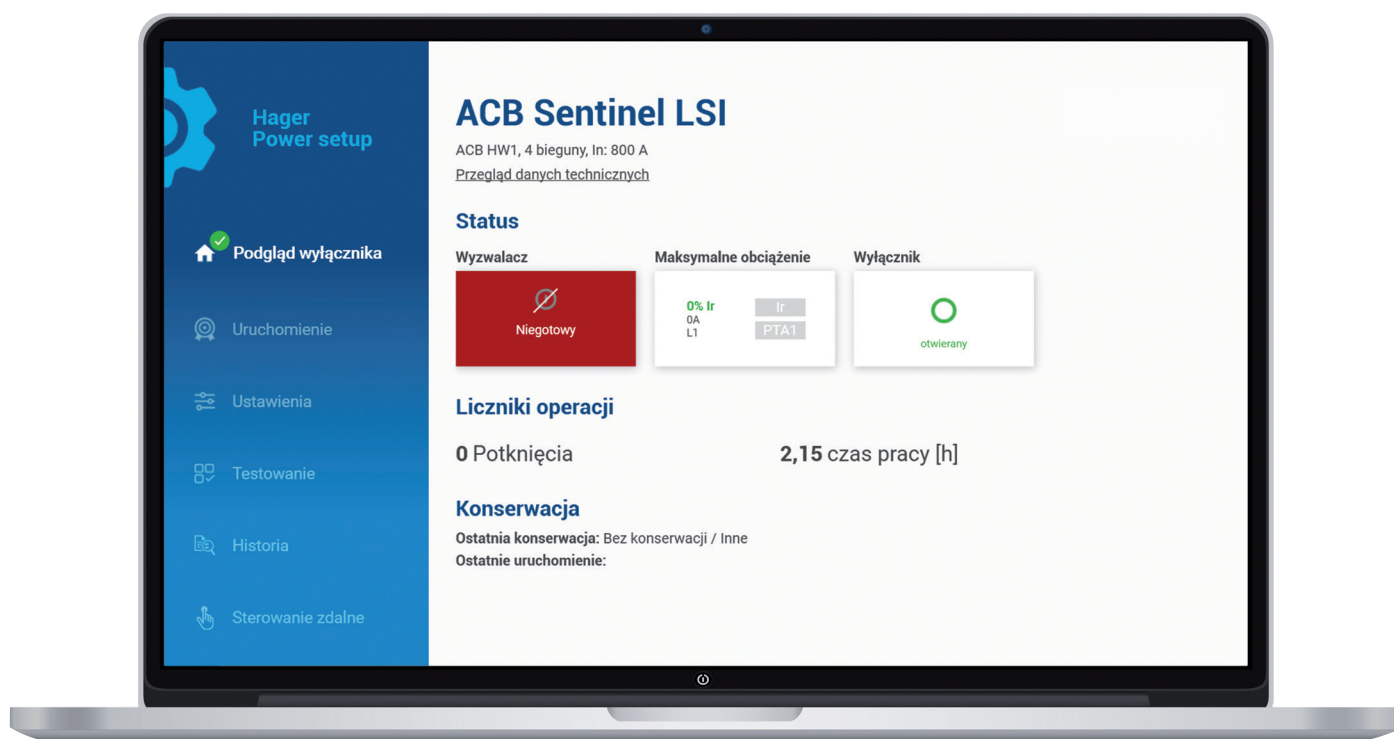 Hager
Power setup
Podgląd wyłącznika
Uruchomienie
Ustawienia
Testowanie
Historia
Sterowanie zdalne
ACB Sentinel LSI
ACB HW1, 4 bieguny, In: 800 A
Przegląd danych technicznych
Status
Wyzwalacz
Niegotowy
Maksymalne obciążenie
0% Ir
0A
L1
Ir
PTA1
Wyłącznik
otwierany
Liczniki operacji
0 Potknięcia
2,15 czas pracy [h]
Konserwacja
Ostatnia konserwacja: Bez konserwacji / Inne
Ostatnie uruchomienie: